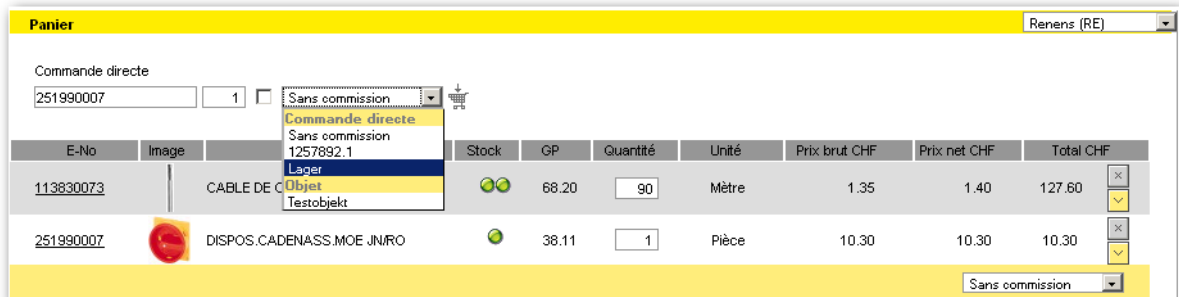 Panier Renens (RE)
Commande directe
251990007 1 Sans commission
Commande directe
Sans commission
1257892.1
Lager
Objet
Testobjekt
E-No Image Stock GP Quantité Unité Prix brut CHF Prix net CHF Total CHF
113830073 CABLE DE 68.20 90 Mètre 1.35 1.40 127.60
251990007 DISPOS.CADENASS.MOE JN/RO 38.11 1 Pièce 10.30 10.30 10.30
Sans commission